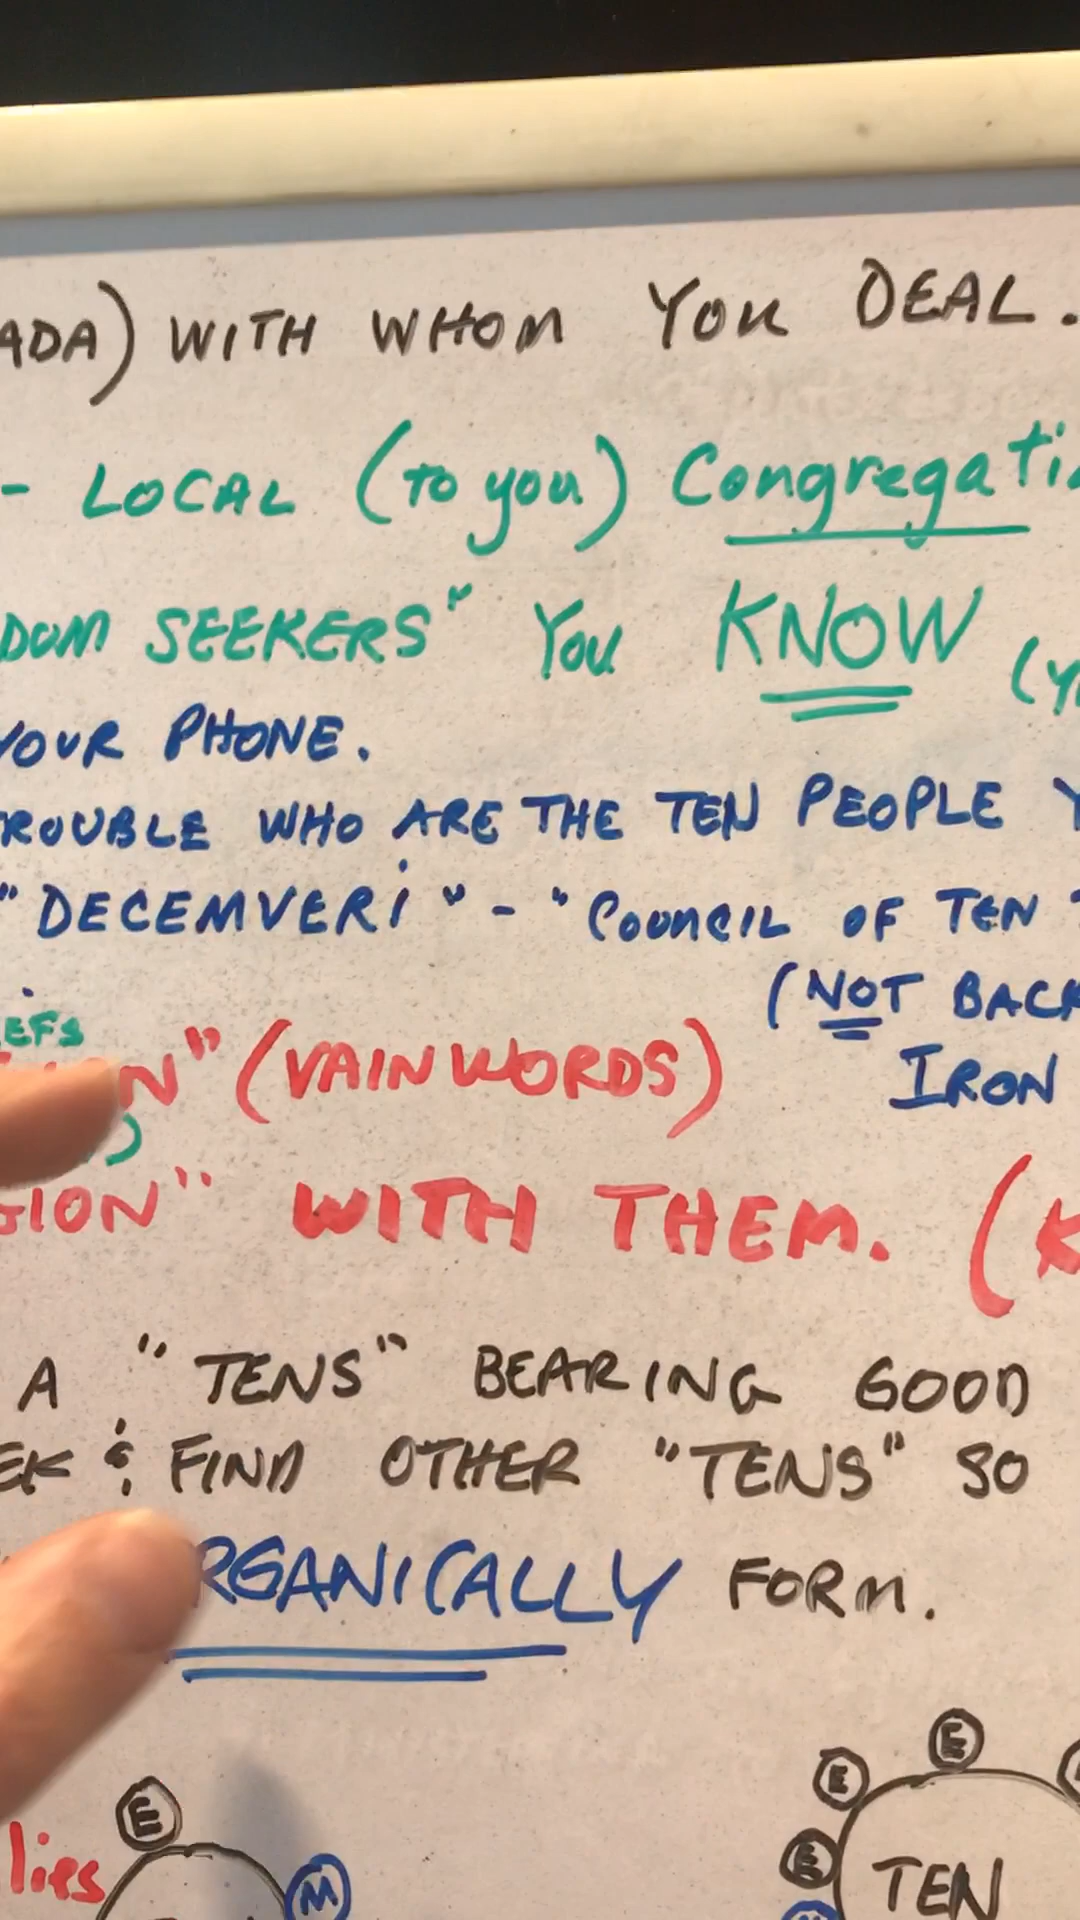 ADA) WITH WHOM YOU DEAL.
- LOCAL (to you) Congregati
DOM SEEKERS" YOU KNOW (Y
YOUR PHONE.
ROUBLE WHO ARE THE TEN PEOPLE Y
"DECEMVERi" - "COUNCIL OF TEN
(NOT BACK
EFS
N" (VAIN WORDS) IRON
)
GION" WITH THEM. (K
A "TENS" BEARING GOOD
EK & FIND OTHER "TENS" SO
RGANICALLY FORM.
E E
E
lies M E TEN